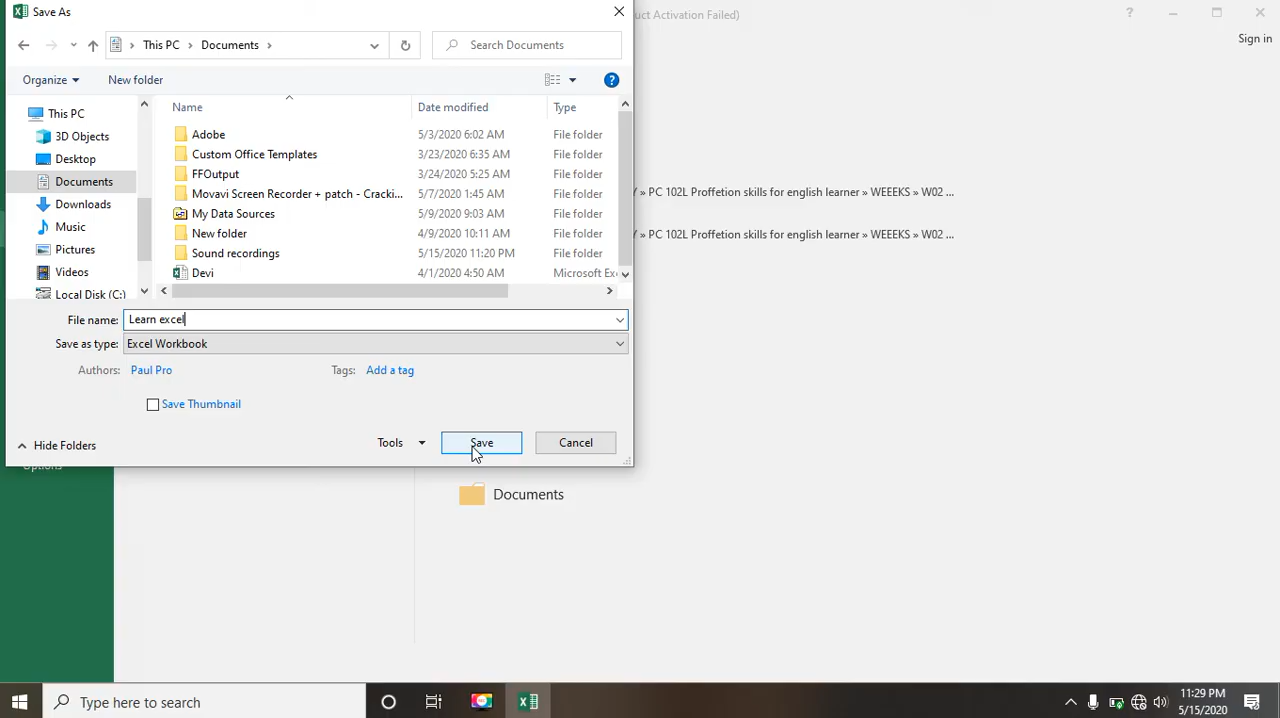 Save As
uct Activation Failed)
This PC
Documents
Search Documents
Sign in
Organize
New folder
Name
Date modified
Type
This PC
3D Objects
Desktop
Documents
Downloads
Music
Pictures
Videos
Local Disk (C:)
Adobe 5/3/2020 6:02 AM File folder
Custom Office Templates 3/23/2020 6:35 AM File folder
FFOutput 3/24/2020 5:25 AM File folder
Movavi Screen Recorder + patch - Cracki... 5/7/2020 1:45 AM File folder
My Data Sources 5/9/2020 9:03 AM File folder
New folder 4/9/2020 10:11 AM File folder
Sound recordings 5/15/2020 11:20 PM File folder
Devi 4/1/2020 4:50 AM Microsoft Ex
Y » PC 102L Proffetion skills for english learner » WEEEKS » W02 ...
Y » PC 102L Proffetion skills for english learner » WEEEKS » W02 ...
File name: Learn excel
Save as type: Excel Workbook
Authors: Paul Pro
Tags: Add a tag
Save Thumbnail
Hide Folders
Tools
Save
Cancel
Options
Documents
Type here to search
11:29 PM
5/15/2020